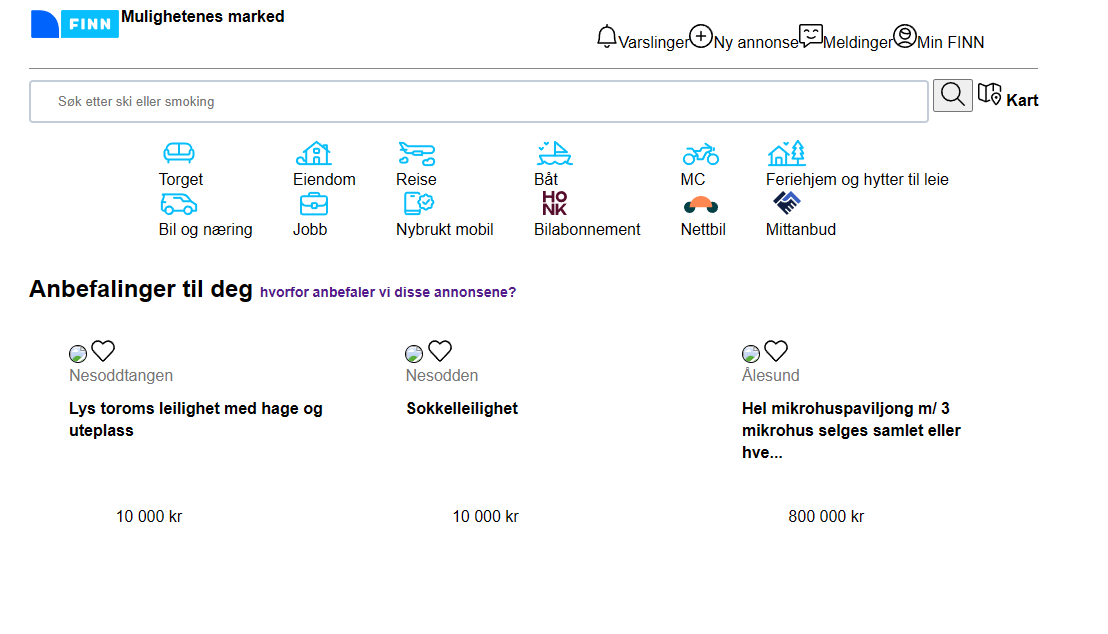 FINN Mulighetenes marked
Varslinger Ny annonse Meldinger Min FINN
Søk etter ski eller smoking Kart
Torget Eiendom Reise Båt MC Feriehjem og hytter til leie
HONK
Bil og næring Jobb Nybrukt mobil Bilabonnement Nettbil Mittanbud
Anbefalinger til deg hvorfor anbefaler vi disse annonsene?
Nesoddtangen
Lys toroms leilighet med hage og
uteplass
10 000 kr
Nesodden
Sokkelleilighet
10 000 kr
Ålesund
Hel mikrohuspaviljong m/ 3
mikrohus selges samlet eller
hve...
800 000 kr